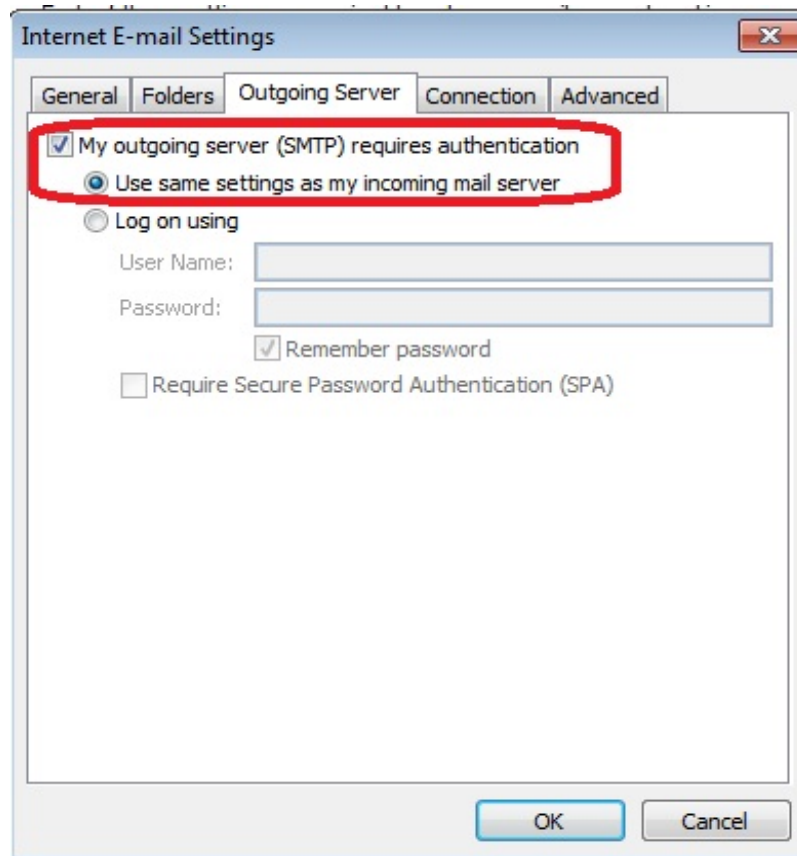 Internet E-mail Settings
General Folders Outgoing Server Connection Advanced
My outgoing server (SMTP) requires authentication
Use same settings as my incoming mail server
Log on using
User Name:
Password:
Remember password
Require Secure Password Authentication (SPA)
OK Cancel